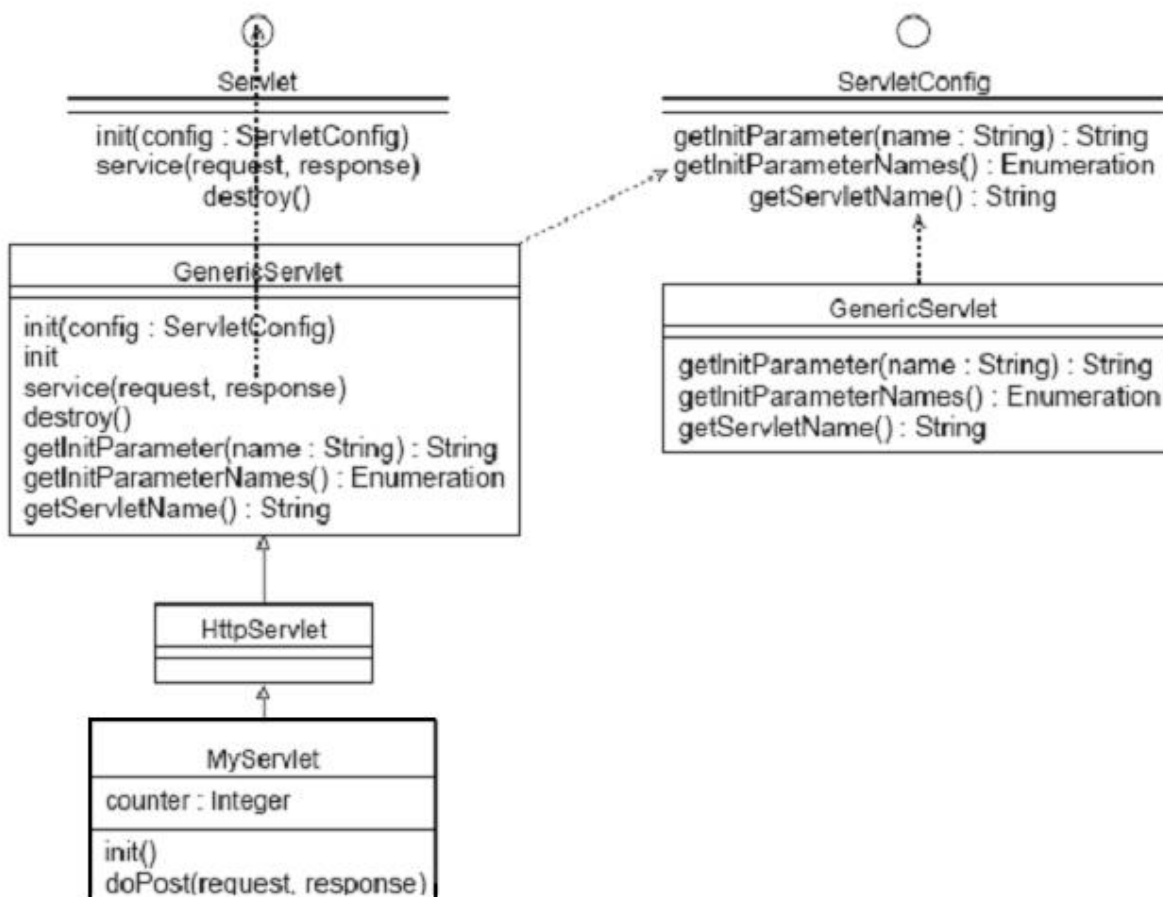 Servlet
init(config : ServletConfig)
service(request, response)
destroy()
ServletConfig
getInitParameter(name : String) : String
getInitParameterNames() : Enumeration
getServletName() : String
GenericServlet
init(config : ServletConfig)
init
service(request, response)
destroy()
getInitParameter(name : String) : String
getInitParameterNames() : Enumeration
getServletName() : String
GenericServlet
getInitParameter(name : String) : String
getInitParameterNames() : Enumeration
getServletName() : String
HttpServlet
MyServlet
counter : Integer
init()
doPost(request, response)